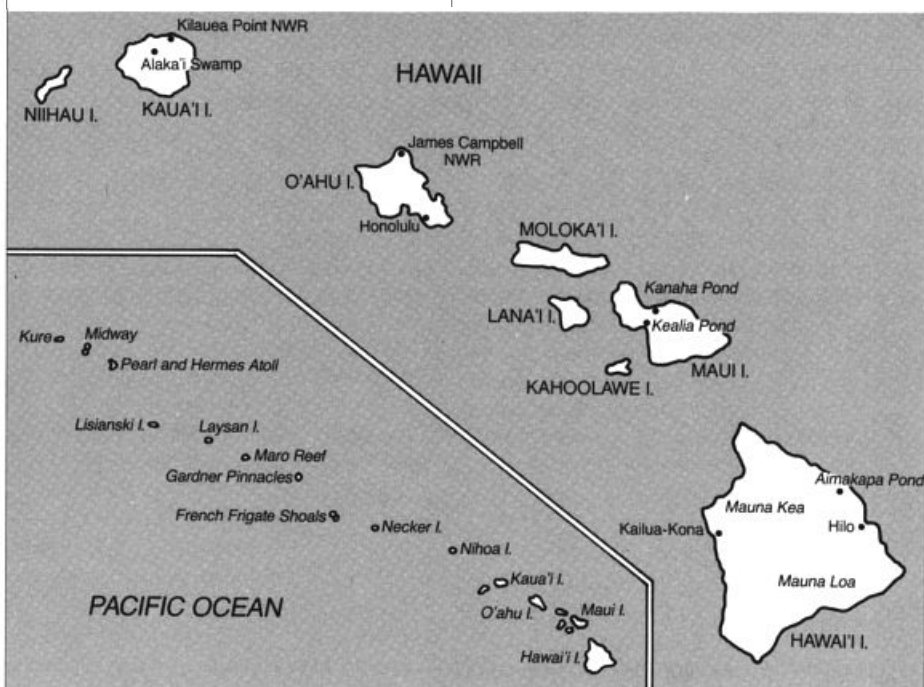 Kilauea Point NWR
Alaka'i Swamp
NIIHAU I.
KAUA'I I.
HAWAII
James Campbell
NWR
O'AHU I.
Honolulu
MOLOKA'I I.
Kanaha Pond
LANA'I I.
Kealia Pond
MAUI I.
KAHOOLAWE I.
Kure
Midway
Pearl and Hermes Atoll
Lisianski I.
Laysan I.
Maro Reef
Gardner Pinnacles
French Frigate Shoals
Necker I.
Nihoa I.
Kaua'i I.
O'ahu I.
Maui I.
Hawai'i I.
PACIFIC OCEAN
Aimakapa Pond
Mauna Kea
Kailua-Kona
Hilo
Mauna Loa
HAWAI'I I.